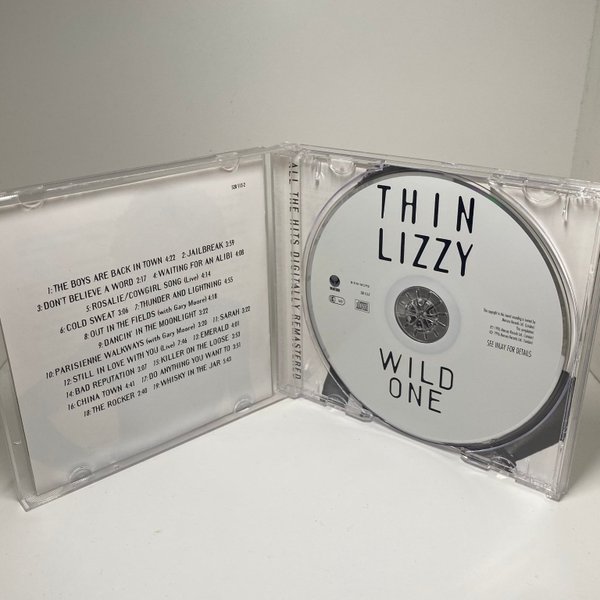 528 113-2
1: THE BOYS ARE BACK IN TOWN 4:22 2: JAILBREAK 3:59
3: DON'T BELIEVE A WORD 2:17 4: WAITING FOR AN ALIBI 4:08
5: ROSALIE/COWGIRL SONG (Live) 4:14
6: COLD SWEAT 3:06 7: THUNDER AND LIGHTNING 4:55
8: OUT IN THE FIELDS (with Gary Moore) 4:18
9: DANCIN' IN THE MOONLIGHT 3:22
10: PARISIENNE WALKWAYS (with Gary Moore) 3:20 11: SARAH 3:22
12: STILL IN LOVE WITH YOU (Live) 7:46 13: EMERALD 4:01
14: BAD REPUTATION 3:07 15: KILLER ON THE LOOSE 3:51
16: CHINA TOWN 4:41 17: DO ANYTHING YOU WANT TO 3:51
18: THE ROCKER 2:40 19: WHISKY IN THE JAR 5:43
ALL THE HITS DIGITALLY REMASTERED
THIN
LIZZY
SEE INLAY FOR DETAILS
WILD
ONE